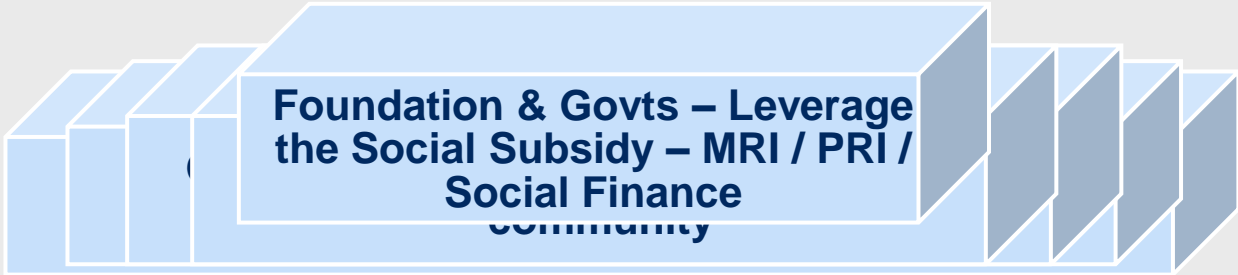 Foundation & Govts – Leverage
the Social Subsidy – MRI / PRI /
Social Finance
community